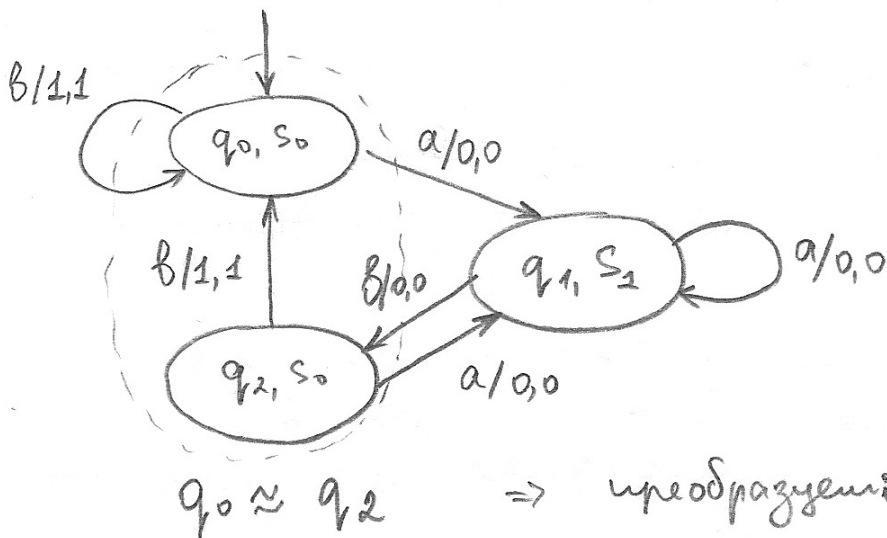 в/1,1
q0, s0
a/0,0
в/1,1
в/0,0
q1, S1
a/0,0
q2, s0
a/0,0
q0 ≈ q2 ⇒